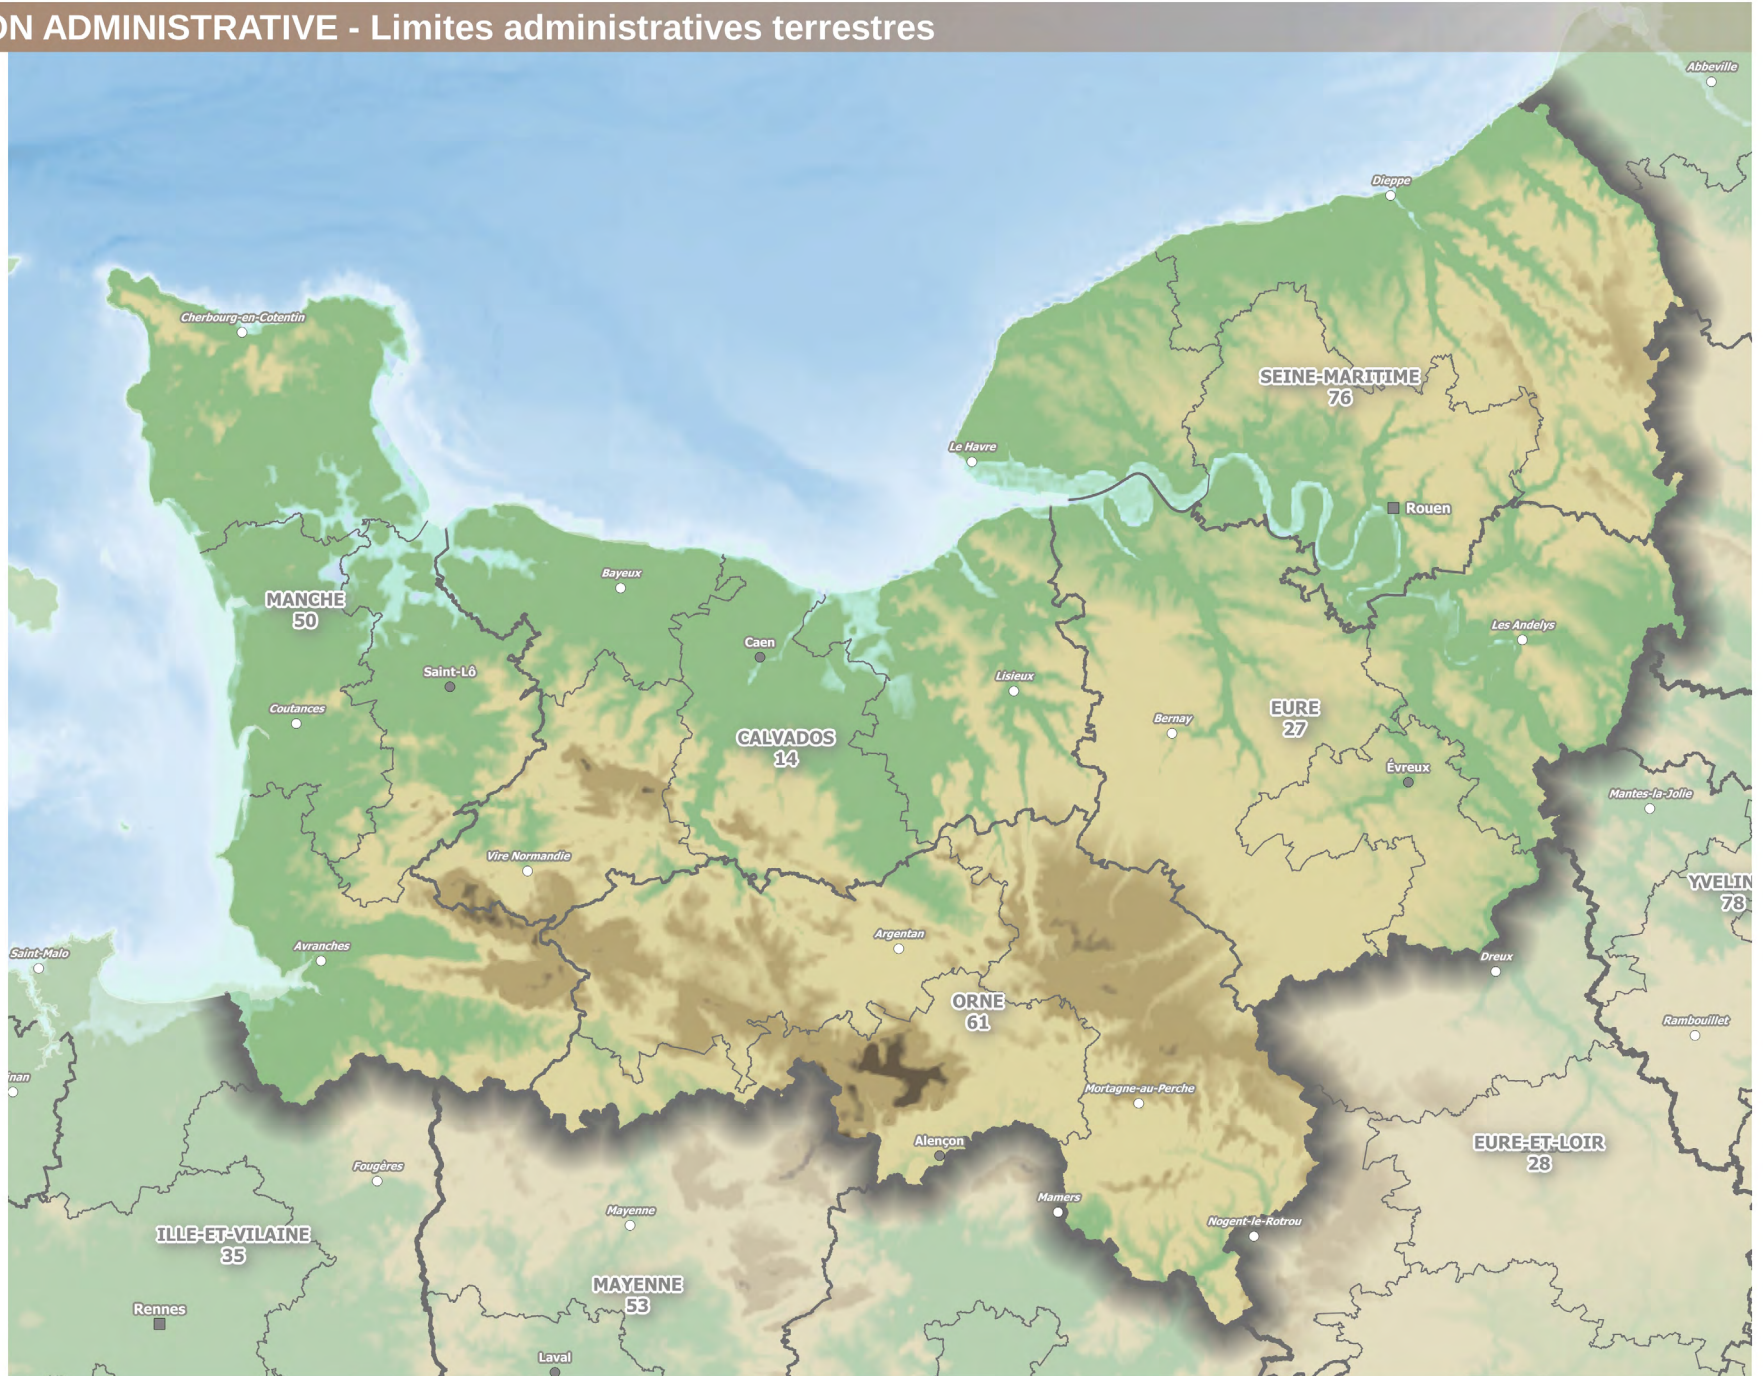 ON ADMINISTRATIVE - Limites administratives terrestres
Abbeville
Dieppe
Cherbourg-en-Cotentin
SEINE-MARITIME
76
Le Havre
Rouen
Bayeux
MANCHE
50
Caen
Les Andelys
Saint-Lô
Lisieux
Coutances
EURE
27
Bernay
CALVADOS
14
Évreux
Mantes-la-Jolie
Vire Normandie
YVELIN
78
Argentan
Avranches
Saint-Malo
Dreux
ORNE
61
Rambouillet
inan
Mortagne-au-Perche
Alençon
EURE-ET-LOIR
28
Fougères
Mamers
Mayenne
Nogent-le-Rotrou
ILLE-ET-VILAINE
35
MAYENNE
53
Rennes
Laval